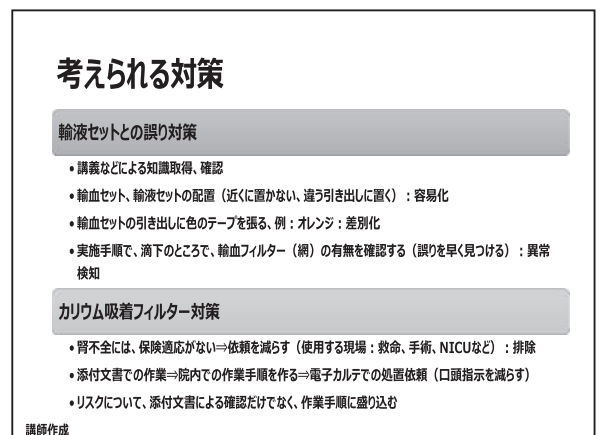 考えられる対策
輸液セットとの誤り対策
• 講義などによる知識取得、確認
• 輸血セット、輸液セットの配置（近くに置かない、違う引き出しに置く）：容易化
• 輸血セットの引き出しに色のテープを張る、例：オレンジ：差別化
• 実施手順で、滴下のところで、輸血フィルター（網）の有無を確認する（誤りを早く見つける）：異常
検知
カリウム吸着フィルター対策
• 腎不全には、保険適応がない⇒依頼を減らす（使用する現場：救命、手術、NICUなど）：排除
• 添付文書での作業⇒院内での作業手順を作る⇒電子カルテでの処置依頼（口頭指示を減らす）
• リスクについて、添付文書による確認だけでなく、作業手順に盛り込む
講師作成